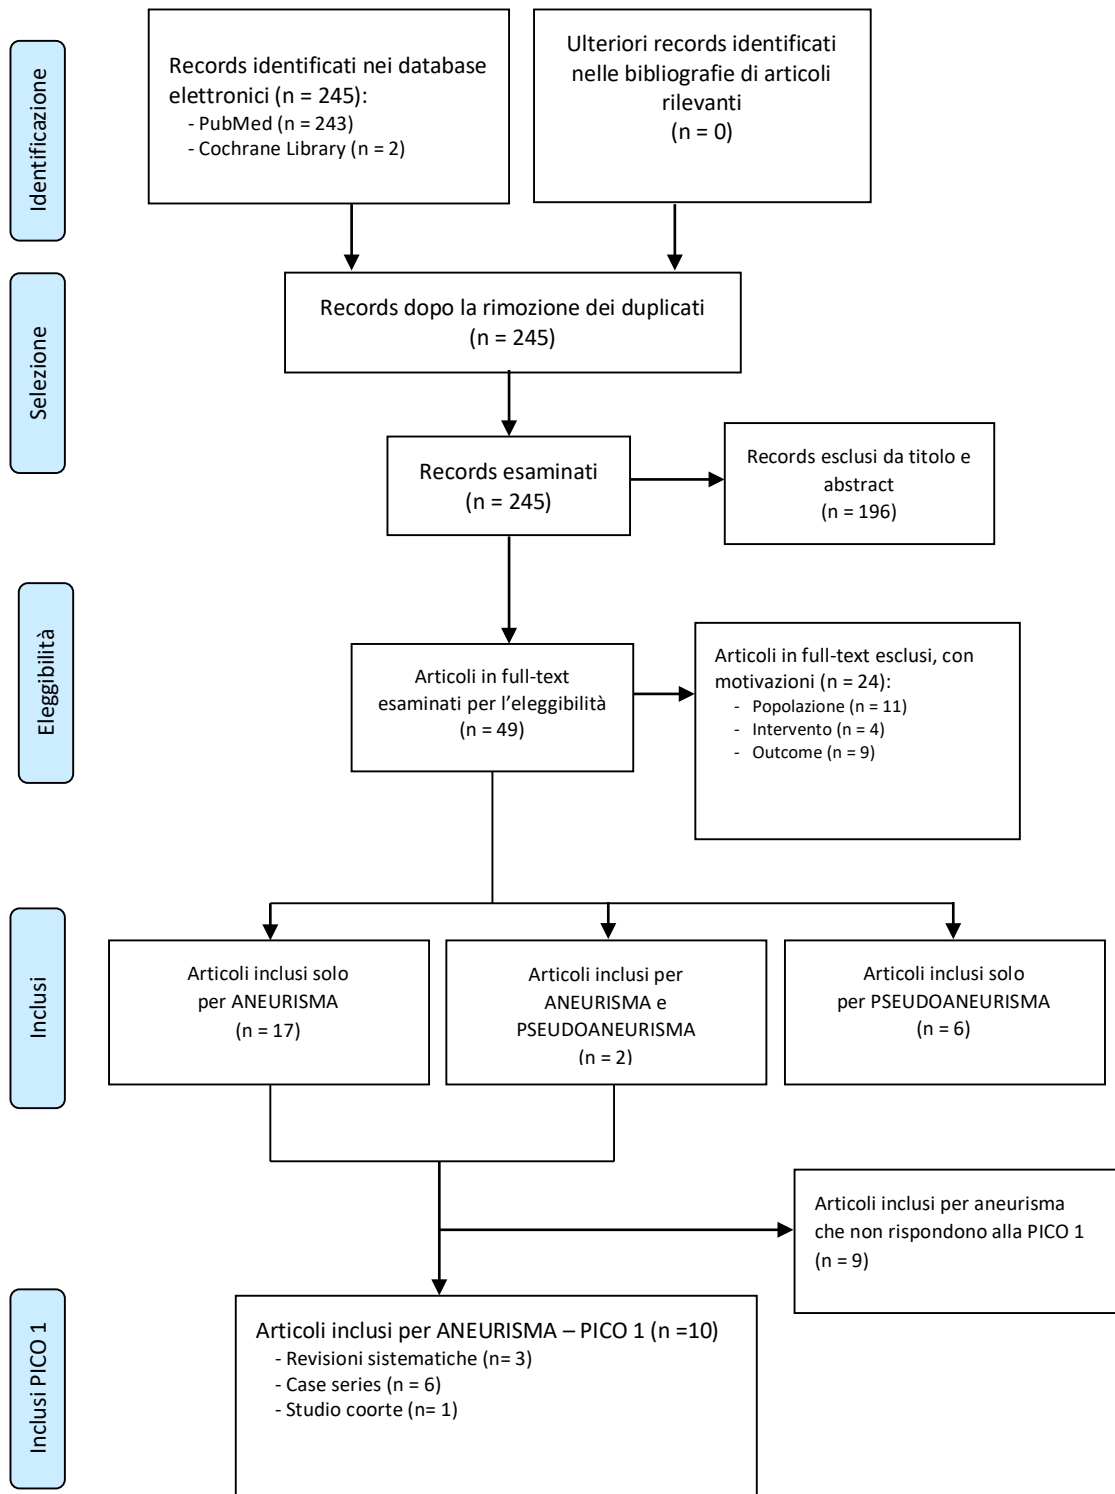 Identificazione
Records identificati nei database
elettronici (n = 245):
- PubMed (n = 243)
- Cochrane Library (n = 2)
Ulteriori records identificati
nelle bibliografie di articoli
rilevanti
(n = 0)
Selezione
Records dopo la rimozione dei duplicati
(n = 245)
Records esaminati
(n = 245)
Records esclusi da titolo e
abstract
(n = 196)
Eleggibilità
Articoli in full-text
esaminati per l’eleggibilità
(n = 49)
Articoli in full-text esclusi, con
motivazioni (n = 24):
- Popolazione (n = 11)
- Intervento (n = 4)
- Outcome (n = 9)
Inclusi
Articoli inclusi solo
per ANEURISMA
(n = 17)
Articoli inclusi per
ANEURISMA e
PSEUDOANEURISMA
(n = 2)
Articoli inclusi solo
per PSEUDOANEURISMA
(n = 6)
Articoli inclusi per aneurisma
che non rispondono alla PICO 1
(n = 9)
Inclusi PICO 1
Articoli inclusi per ANEURISMA – PICO 1 (n =10)
- Revisioni sistematiche (n= 3)
- Case series (n = 6)
- Studio coorte (n= 1)